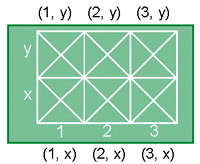 (1, y) (2, y) (3, y)
y
x
1 2 3
(1, x) (2, x) (3, x)